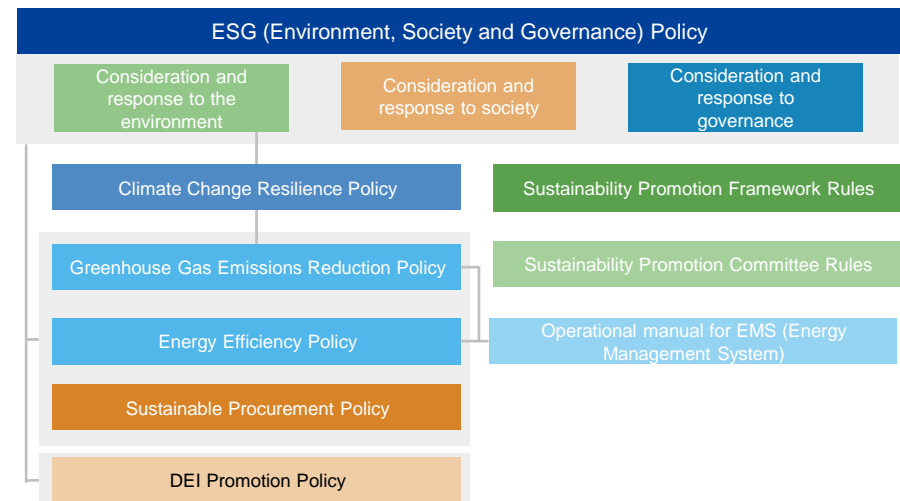 ESG (Environment, Society and Governance) Policy
Consideration and
response to the
environment
Consideration and
response to society
Consideration and
response to
governance
Climate Change Resilience Policy
Sustainability Promotion Framework Rules
Greenhouse Gas Emissions Reduction Policy
Sustainability Promotion Committee Rules
Energy Efficiency Policy
Operational manual for EMS (Energy
Management System)
Sustainable Procurement Policy
DEI Promotion Policy